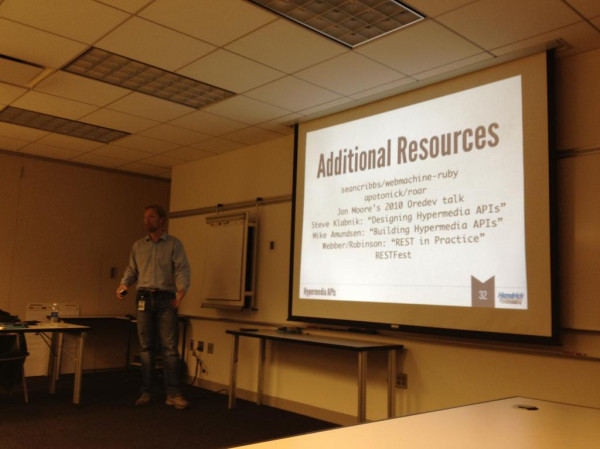 Additional Resources
seancribbs/webmachine-ruby
apotonick/roar
Jon Moore's 2010 Oredev talk
Steve Klabnik: "Designing Hypermedia APIs"
Mike Amundsen: "Building Hypermedia APIs"
Webber/Robinson: "REST in Practice"
RESTFest
Hypermedia APIs
32